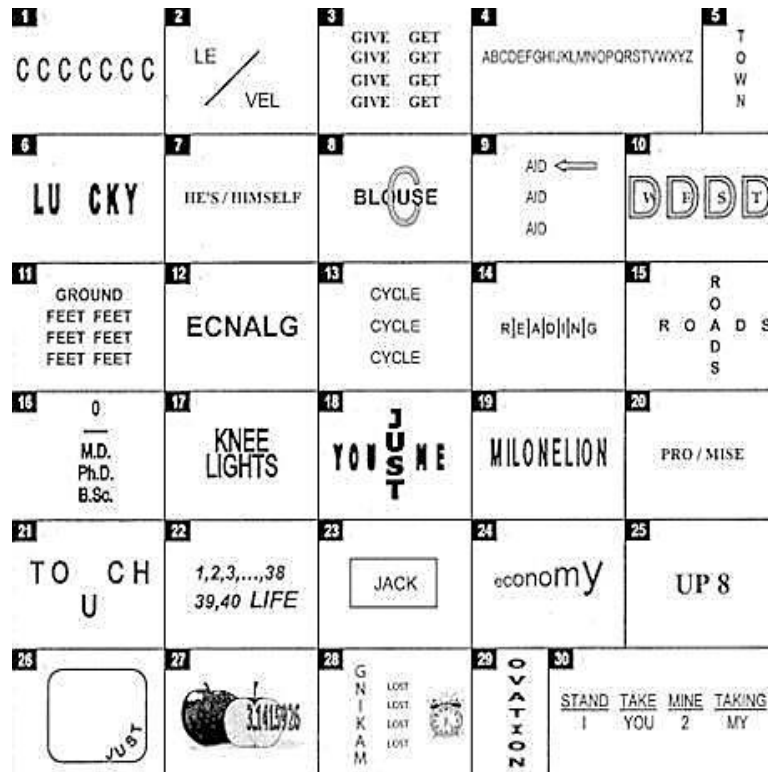 1
C C C C C C C
2
LE
/
VEL
3
GIVE GET
GIVE GET
GIVE GET
GIVE GET
4
ABCDEFGHIJKLMNOPQRSTVWXYZ
5
T
O
W
N
6
LU CKY
7
HE'S / HIMSELF
8
BLOUSE
C
9
AID
AID
AID
10
D D D D
W E S T
11
GROUND
FEET FEET
FEET FEET
FEET FEET
12
ECNALG
13
CYCLE
CYCLE
CYCLE
14
R|E|A|D|I|N|G
15
R
O
R O A D S
D
S
16
0
M.D.
Ph.D.
B.Sc.
17
KNEE
LIGHTS
18
J
U
YOU S ME
T
19
MILONELION
20
PRO / MISE
21
TO CH
U
22
1,2,3,...,38
39,40 LIFE
23
JACK
24
economy
25
UP 8
26
JUST
27
3.1415926
28
G
N
I
K
A
M
LOST
LOST
LOST
LOST
29
O
V
A
T
I
O
N
30
STAND TAKE MINE TAKING
I YOU 2 MY